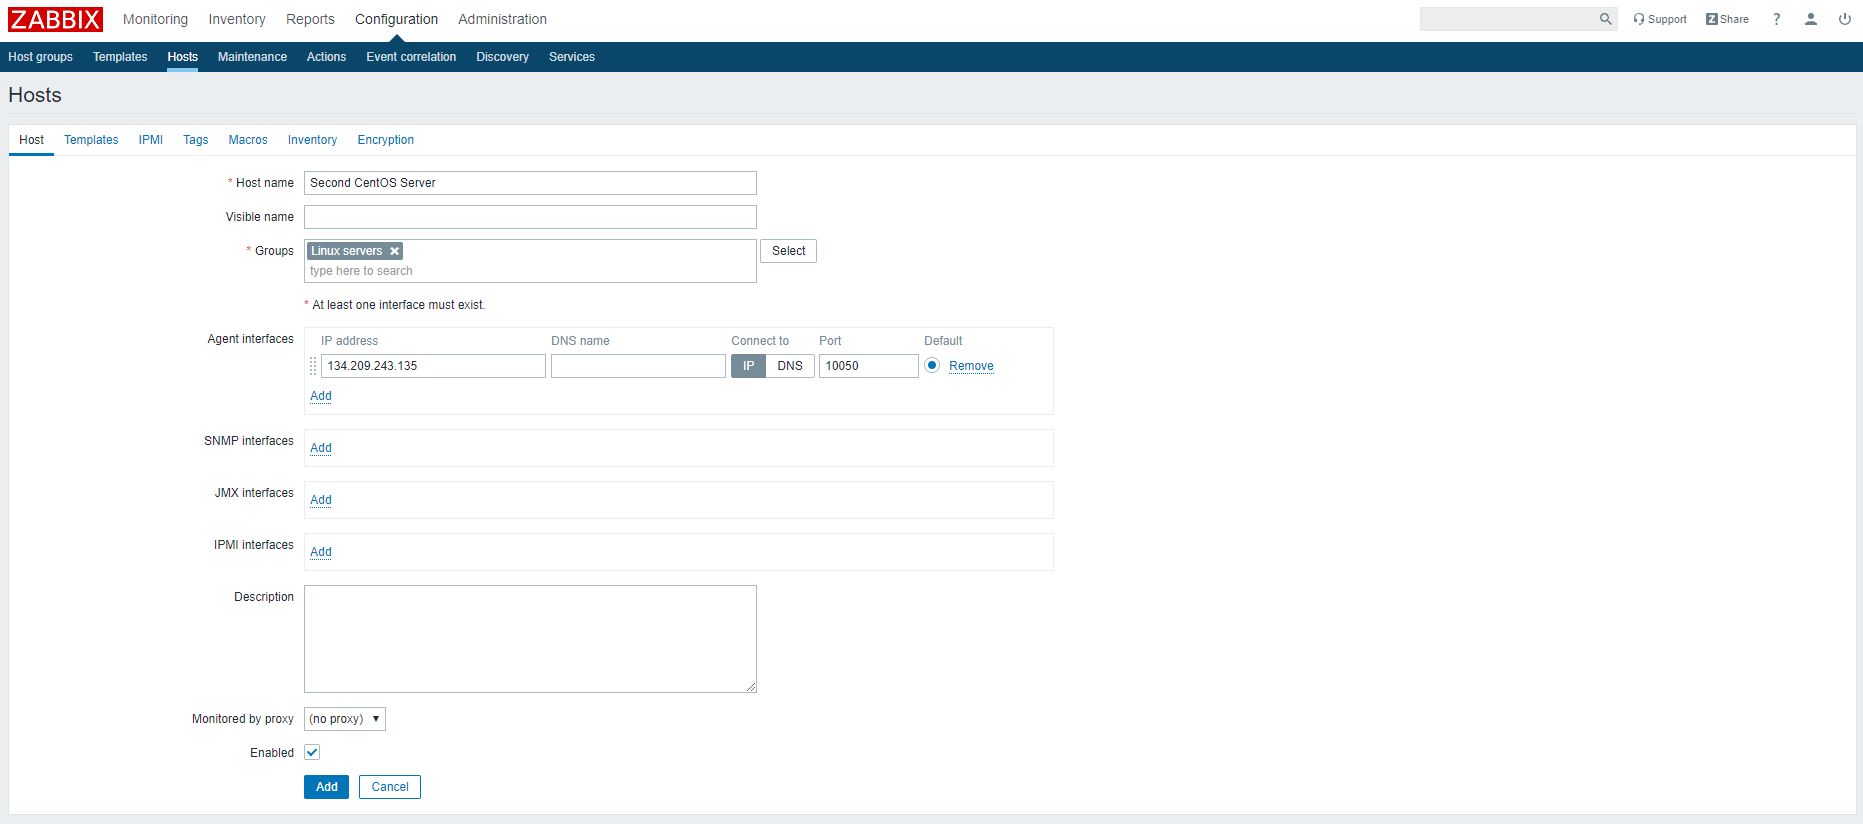 ZABBIX Monitoring Inventory Reports Configuration Administration Support Z Share ?
Host groups Templates Hosts Maintenance Actions Event correlation Discovery Services
Hosts
Host Templates IPMI Tags Macros Inventory Encryption
* Host name Second CentOS Server
Visible name
* Groups Linux servers Select
type here to search
* At least one interface must exist.
Agent interfaces IP address DNS name Connect to Port Default
134.209.243.135 IP DNS 10050 Remove
Add
SNMP interfaces Add
JMX interfaces Add
IPMI interfaces Add
Description
Monitored by proxy (no proxy)
Enabled
Add Cancel